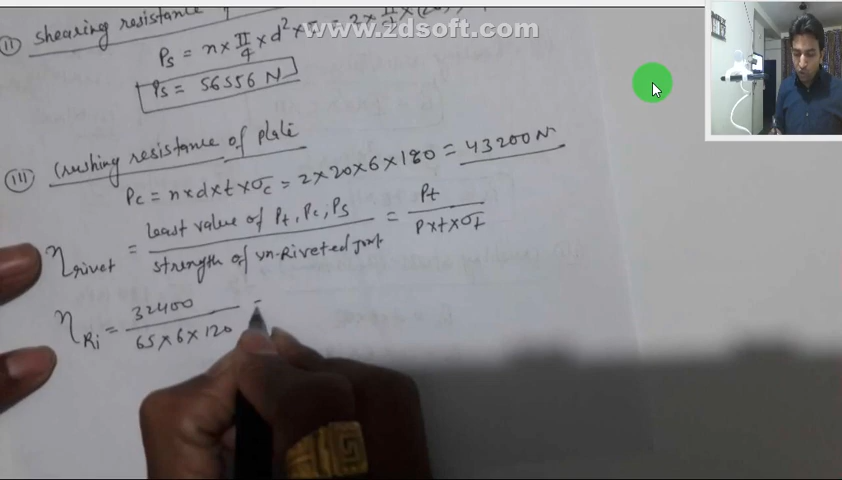 www.zdsoft.com
(II) shearing resistance
Ps = n × π/4 × d² × τ = 2 × π/4 × (20)
Ps = 56556 N
(III) Crushing resistance of plate
Pc = n×d×t×σc = 2×20×6×180 = 43200 N
ηrivet = Least value of Pt, Pc, Ps / strength of un-Riveted joint = Pt / P×t×σt
ηRi = 32400 / 65×6×120 =